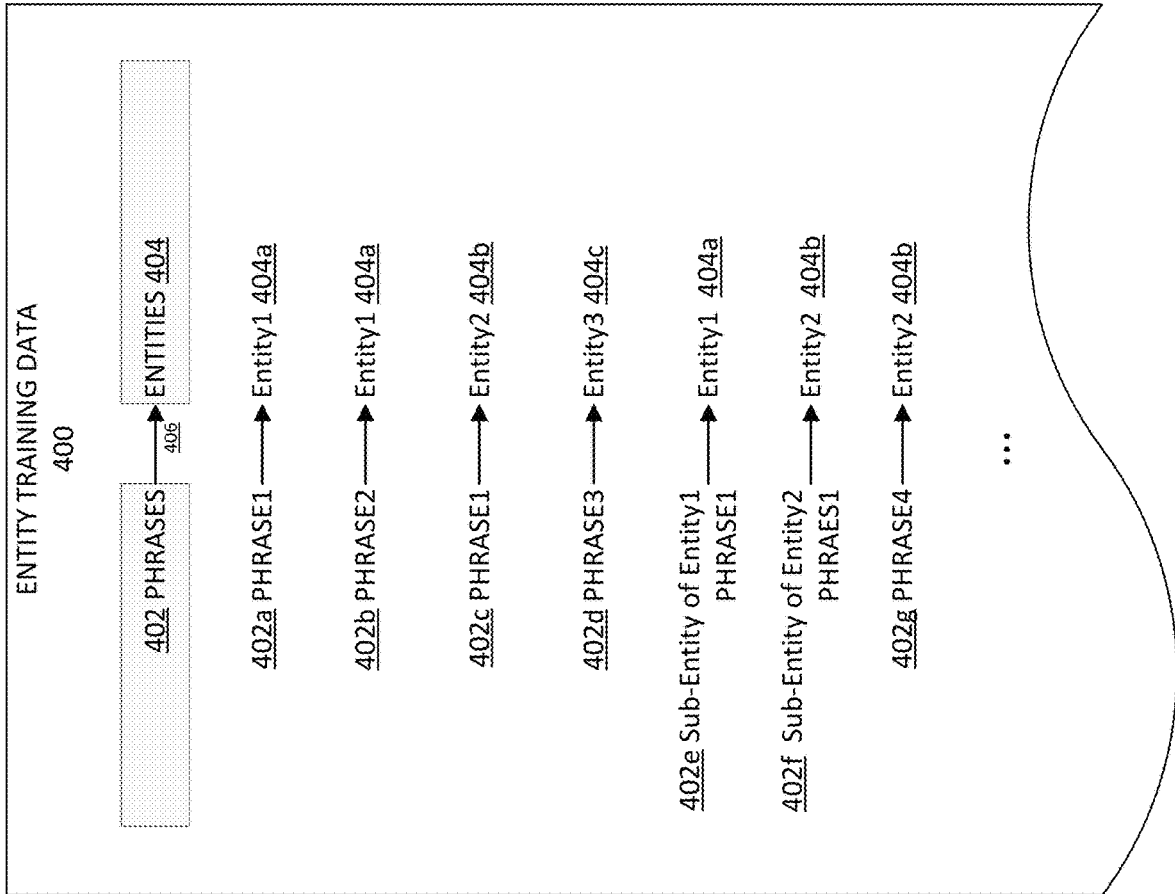 ENTITY TRAINING DATA
400
402 PHRASES ENTITIES 404
406
402a PHRASE1 Entity1 404a
402b PHRASE2 Entity1 404a
402c PHRASE1 Entity2 404b
402d PHRASE3 Entity3 404c
402e Sub-Entity of Entity1 Entity1 404a
PHRASE1
402f Sub-Entity of Entity2 Entity2 404b
PHRAES1
402g PHRASE4 Entity2 404b
...